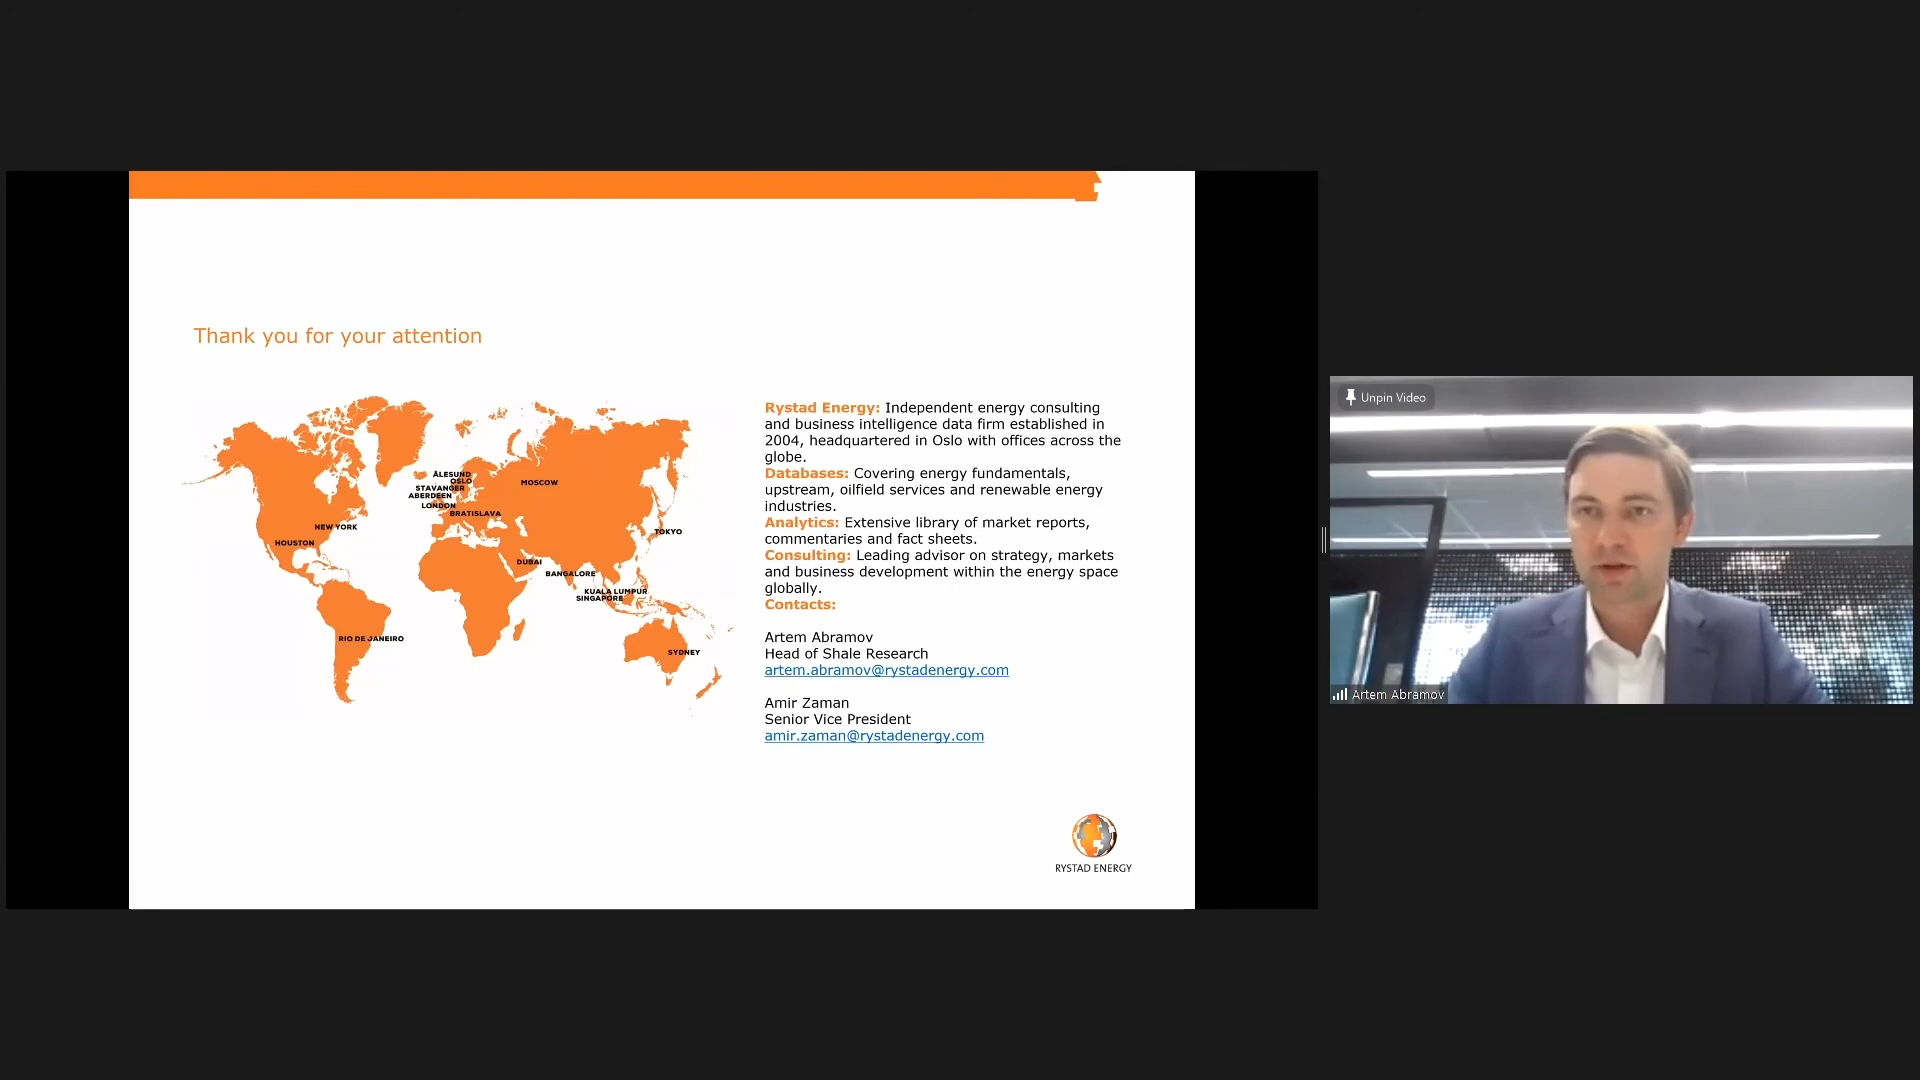 Thank you for your attention
ÅLESUND
OSLO
STAVANGER
ABERDEEN
LONDON
BRATISLAVA
MOSCOW
NEW YORK
HOUSTON
TOKYO
DUBAI
BANGALORE
KUALA LUMPUR
SINGAPORE
RIO DE JANEIRO
SYDNEY
Rystad Energy: Independent energy consulting
and business intelligence data firm established in
2004, headquartered in Oslo with offices across the
globe.
Databases: Covering energy fundamentals,
upstream, oilfield services and renewable energy
industries.
Analytics: Extensive library of market reports,
commentaries and fact sheets.
Consulting: Leading advisor on strategy, markets
and business development within the energy space
globally.
Contacts:
Artem Abramov
Head of Shale Research
artem.abramov@rystadenergy.com
Amir Zaman
Senior Vice President
amir.zaman@rystadenergy.com
RYSTAD ENERGY
Unpin Video
Artem Abramov